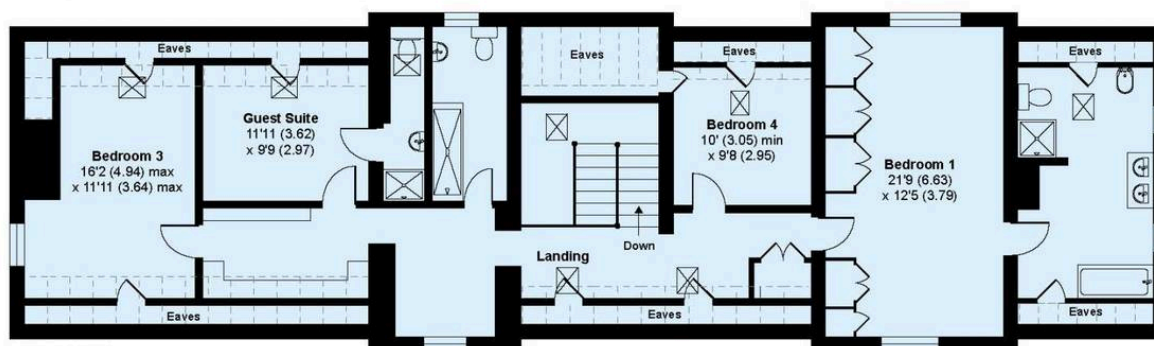 Eaves
Eaves
Eaves
Guest Suite
11'11 (3.62)
x 9'9 (2.97)
Bedroom 4
10' (3.05) min
x 9'8 (2.95)
Bedroom 3
16'2 (4.94) max
x 11'11 (3.64) max
Bedroom 1
21'9 (6.63)
x 12'5 (3.79)
Down
Landing
Eaves
Eaves
Eaves
Eaves